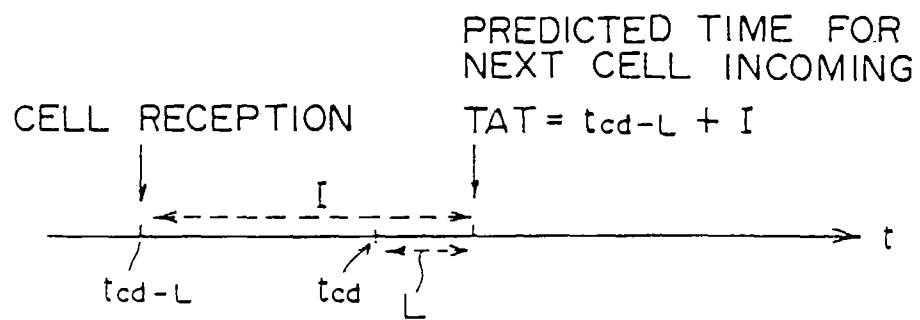 PREDICTED TIME FOR
NEXT CELL INCOMING
CELL RECEPTION
TAT = tcd-L + I
I
t
tcd-L
tcd
L